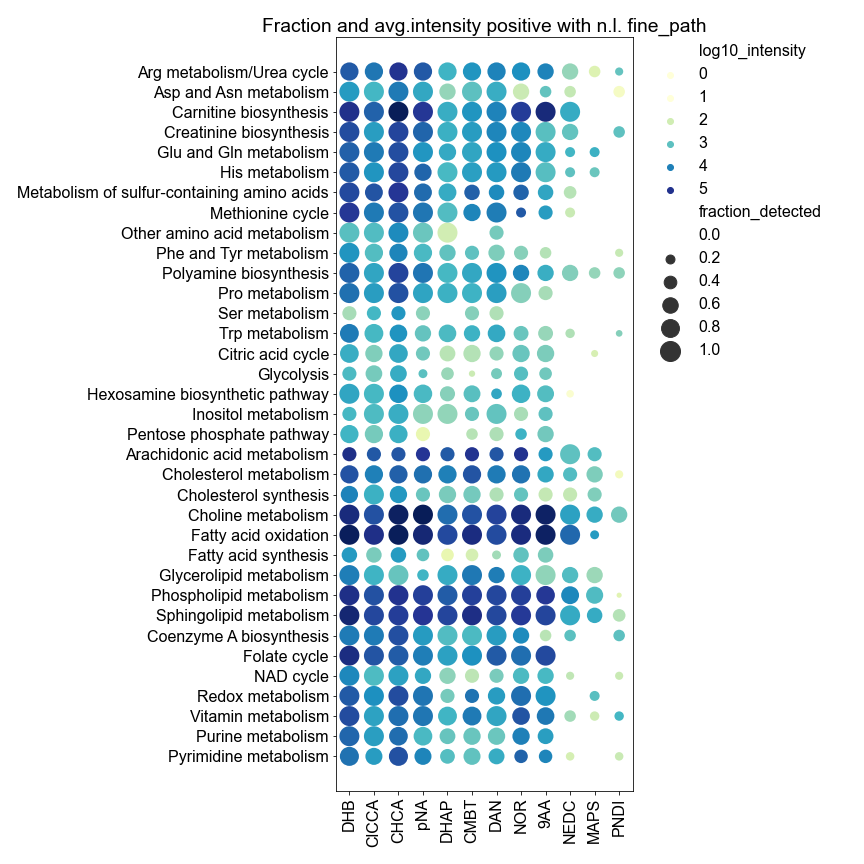 Fraction and avg.intensity positive with n.l. fine_path
Arg metabolism/Urea cycle
Asp and Asn metabolism
Carnitine biosynthesis
Creatinine biosynthesis
Glu and Gln metabolism
His metabolism
Metabolism of sulfur-containing amino acids
Methionine cycle
Other amino acid metabolism
Phe and Tyr metabolism
Polyamine biosynthesis
Pro metabolism
Ser metabolism
Trp metabolism
Citric acid cycle
Glycolysis
Hexosamine biosynthetic pathway
Inositol metabolism
Pentose phosphate pathway
Arachidonic acid metabolism
Cholesterol metabolism
Cholesterol synthesis
Choline metabolism
Fatty acid oxidation
Fatty acid synthesis
Glycerolipid metabolism
Phospholipid metabolism
Sphingolipid metabolism
Coenzyme A biosynthesis
Folate cycle
NAD cycle
Redox metabolism
Vitamin metabolism
Purine metabolism
Pyrimidine metabolism
DHB
ClCCA
CHCA
pNA
DHAP
CMBT
DAN
NOR
9AA
NEDC
MAPS
PNDI
log10_intensity
0
1
2
3
4
5
fraction_detected
0.0
0.2
0.4
0.6
0.8
1.0